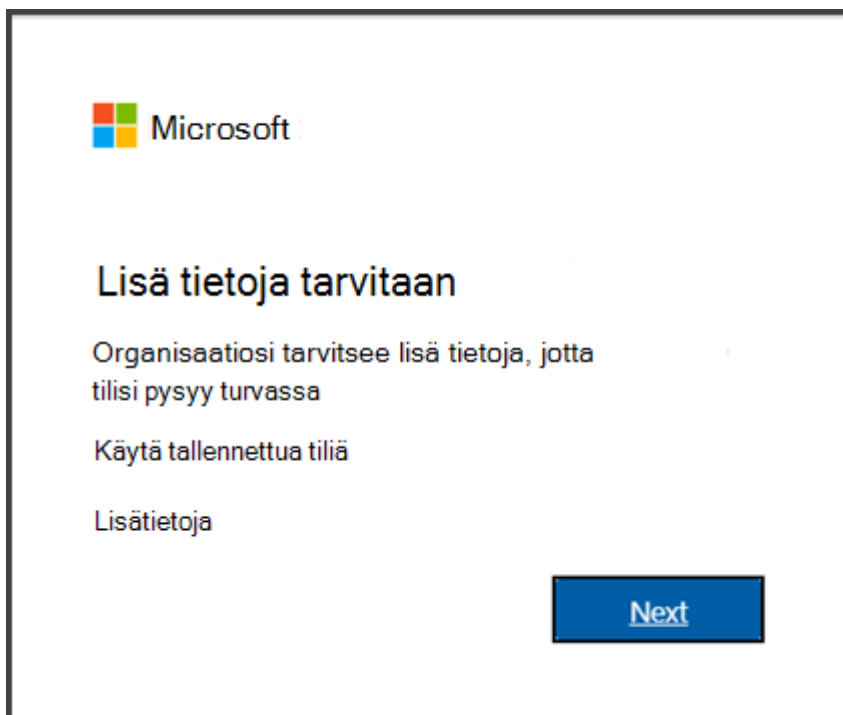 Microsoft
Lisä tietoja tarvitaan
Organisaatiosi tarvitsee lisä tietoja, jotta
tilisi pysyy turvassa
Käytä tallennettua tiliä
Lisätietoja
Next